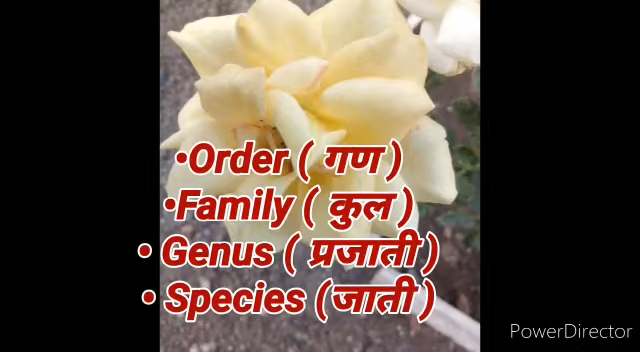 •Order ( गण )
•Family ( कुल )
• Genus ( प्रजाती )
• Species (जाती )
PowerDirector